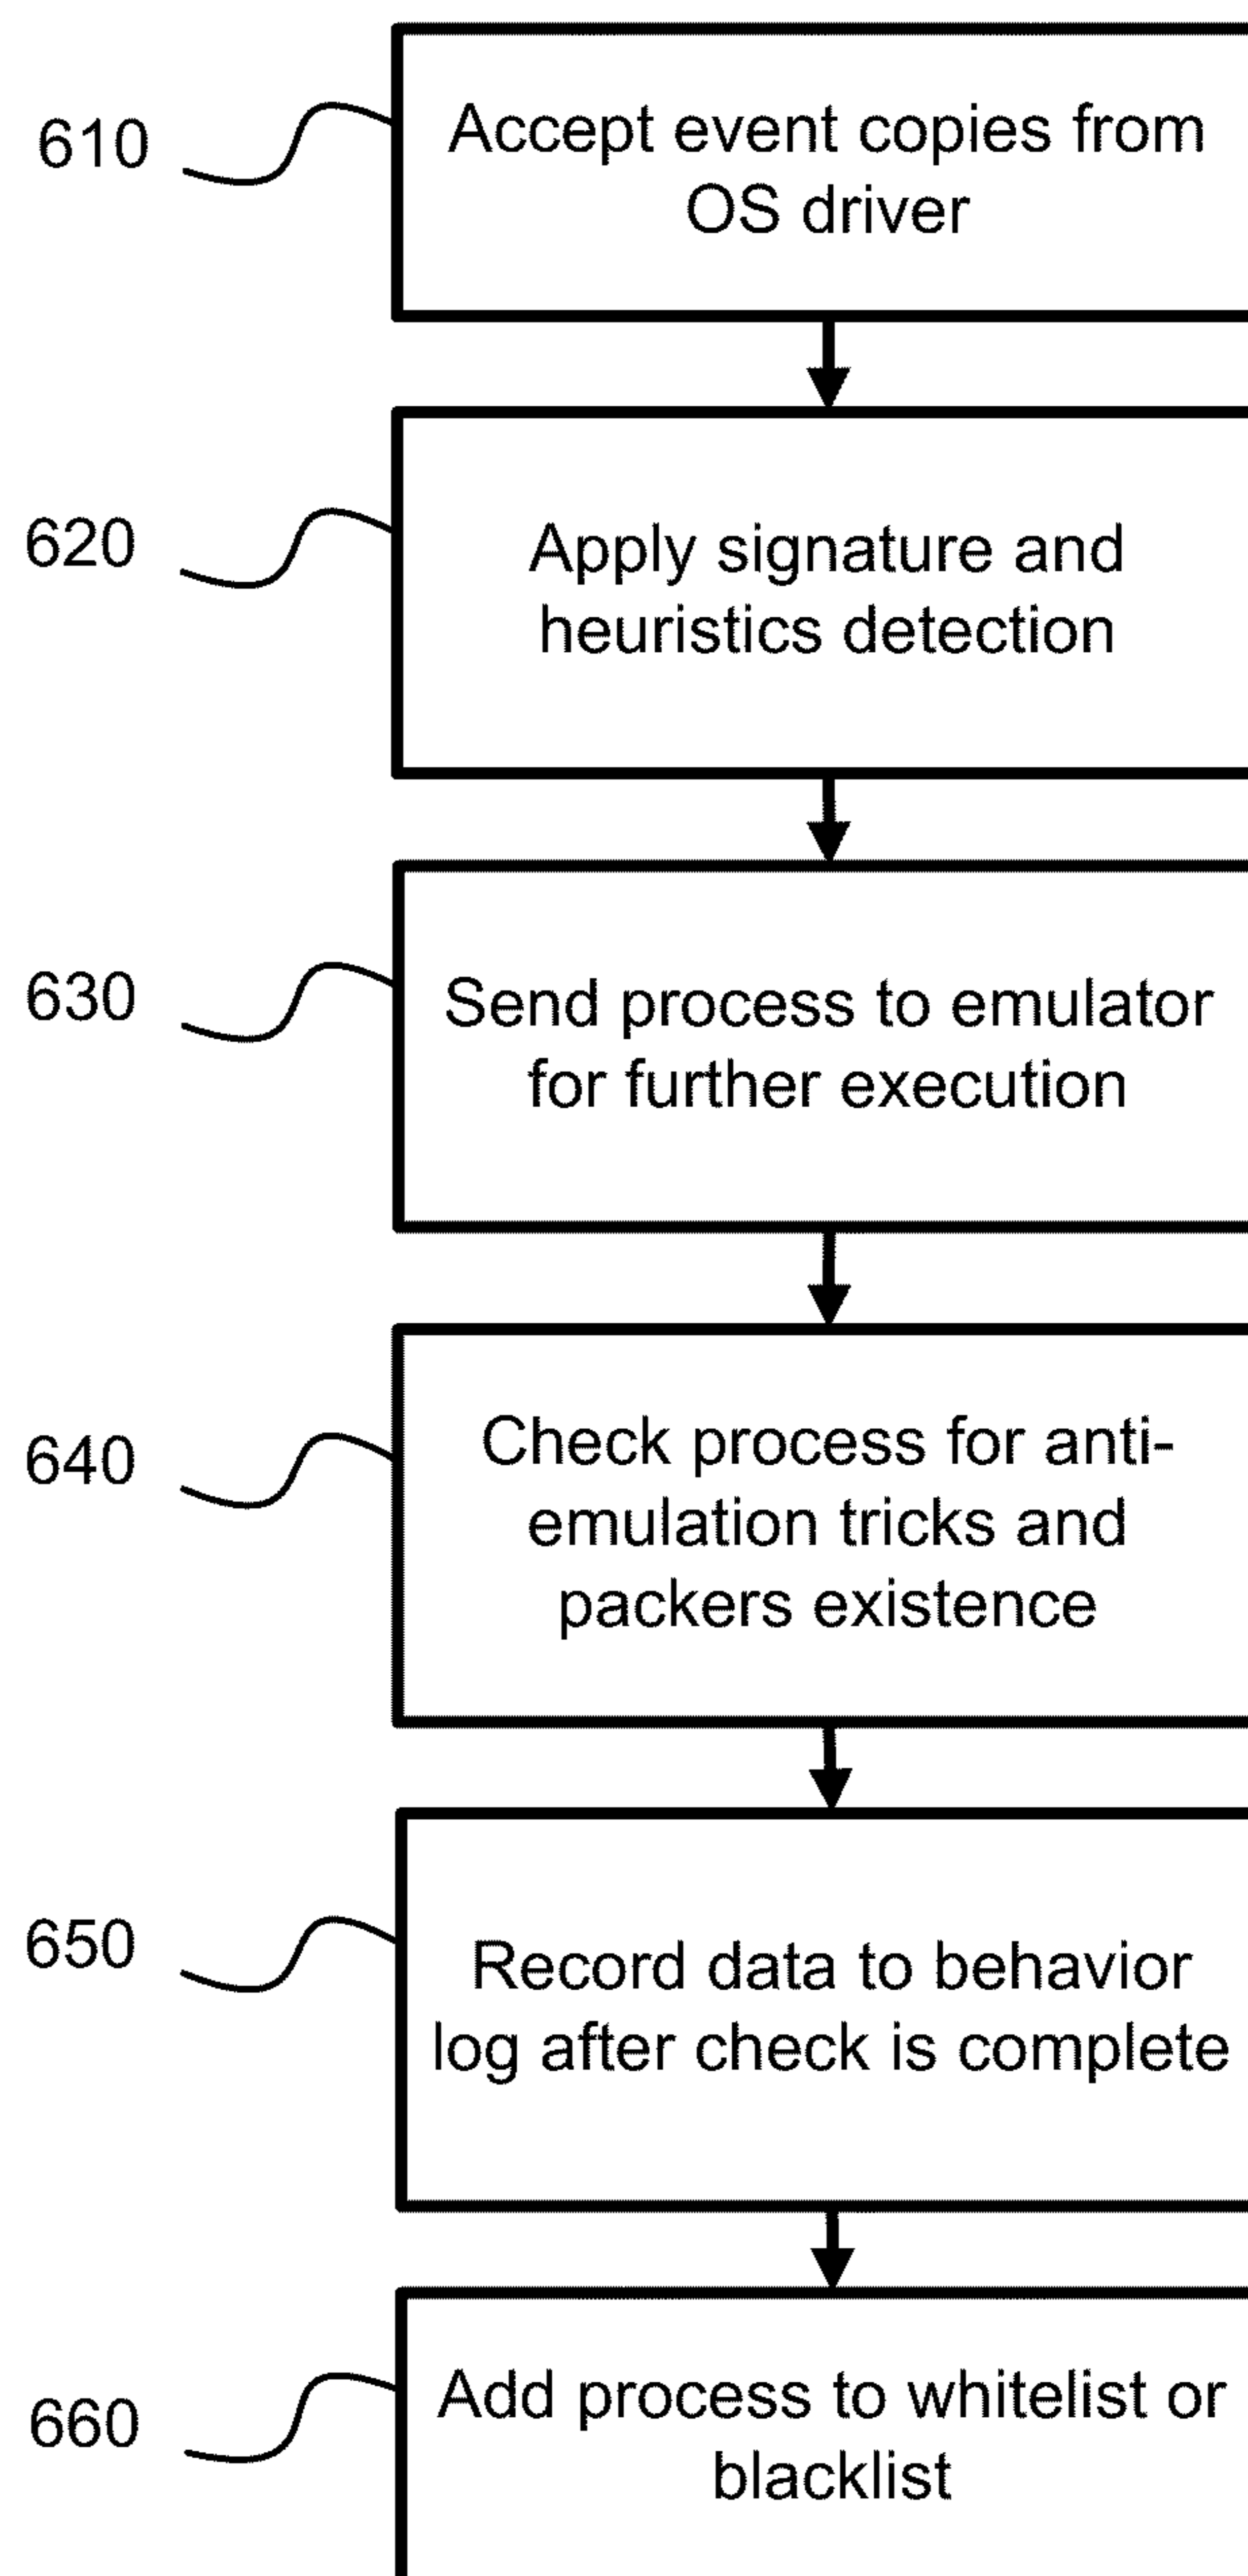 610
Accept event copies from
OS driver
620
Apply signature and
heuristics detection
630
Send process to emulator
for further execution
640
Check process for anti-
emulation tricks and
packers existence
650
Record data to behavior
log after check is complete
660
Add process to whitelist or
blacklist